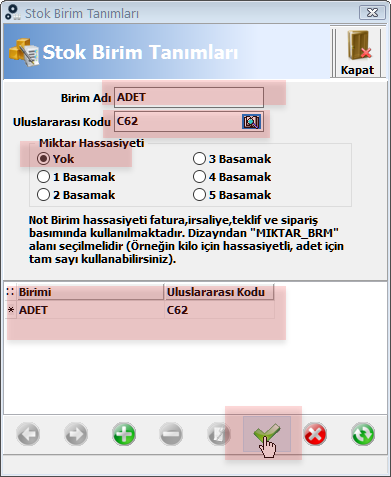 Stok Birim Tanımları
Stok Birim Tanımları
Kapat
Birim Adı ADET
Uluslararası Kodu C62
Miktar Hassasiyeti
Yok 3 Basamak
1 Basamak 4 Basamak
2 Basamak 5 Basamak
Not Birim hassasiyeti fatura,irsaliye,teklif ve sipariş
basımında kullanılmaktadır. Dizayndan "MIKTAR_BRM"
alanı seçilmelidir (Örneğin kilo için hassasiyetli, adet için
tam sayı kullanabilirsiniz).
Birimi Uluslararası Kodu
* ADET C62